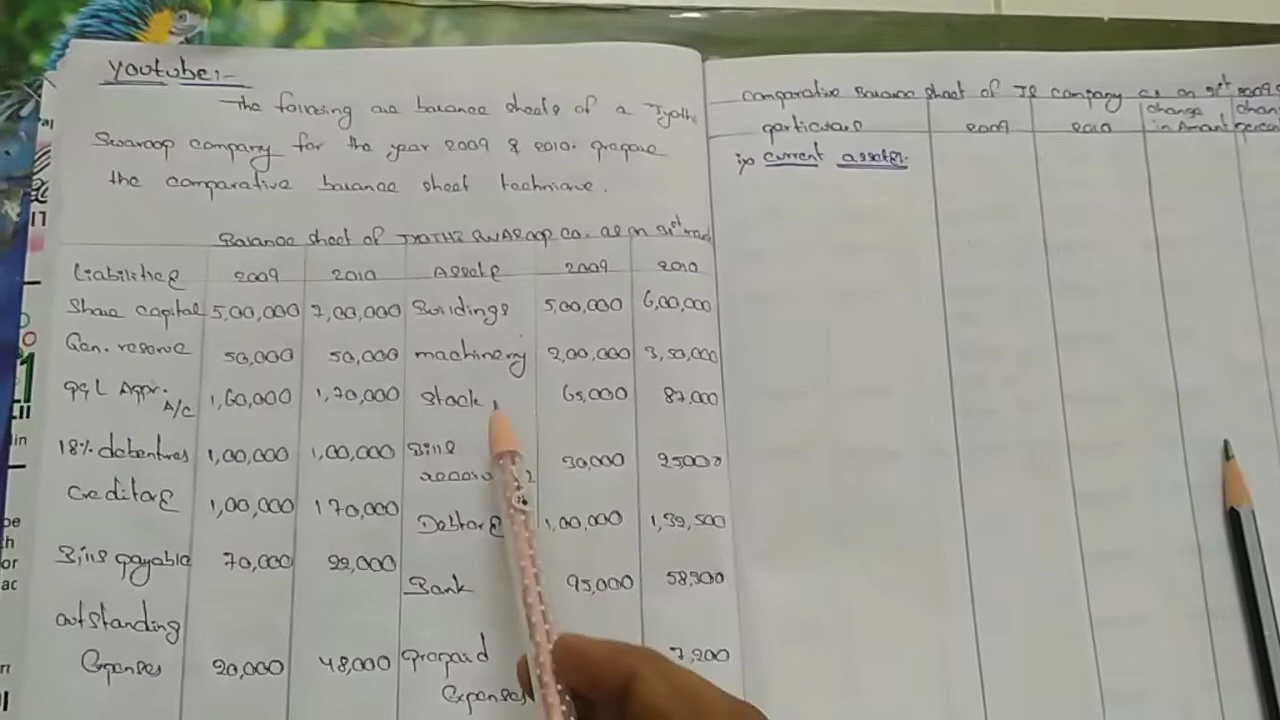 Youtube:-
The following are balance sheets of a Jyothi
Swaroop company for the year 2009 & 2010. prepare
the comparative balance sheet technique.
Balance sheet of JYOTHI SWAROOP co. as on 31st
Liabilities 2009 2010 Assets 2009 2010
Share capital 5,00,000 7,00,000 Buildings 5,00,000 6,00,000
Gen. reserve 50,000 50,000 machinery 2,00,000 3,50,000
P&L Appr. A/c 1,60,000 1,70,000 Stock 65,000 87,000
18% debentures 1,00,000 1,00,000 Bills 30,000 25000
Creditors 1,00,000 170,000 Debtors 1,00,000
Bills payable 70,000 22,000 Bank 95,000
outstanding
Expenses 20,000 48,000 prepaid 7,200
Expenses
comparative Balance sheet of JS company as on 31st 2009
particulars 2009 2010 change in Amount
i) current assets: